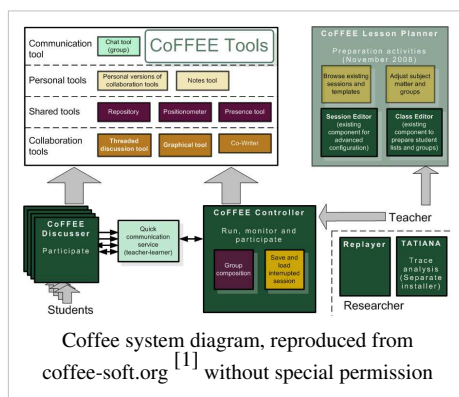 Communication tool
Chat tool (group)
CoFFEE Tools
Personal tools
Personal versions of collaboration tools
Notes tool
Shared tools
Repository
Positionometer
Presence tool
Collaboration tools
Threaded discussion tool
Graphical tool
Co-Writer
CoFFEE Lesson Planner
Preparation activities
(November 2008)
Browse existing sessions and templates
Adjust subject matter and groups
Session Editor
(existing component for advanced configuration)
Class Editor
(existing component to prepare student lists and groups)
CoFFEE Discusser
Participate
Students
Quick communication service (teacher-learner)
CoFFEE Controller
Run, monitor and participate
Group composition
Save and load interrupted session
Teacher
Replayer
TATIANA
Trace analysis (Separate installer)
Researcher
Coffee system diagram, reproduced from
coffee-soft.org [1] without special permission